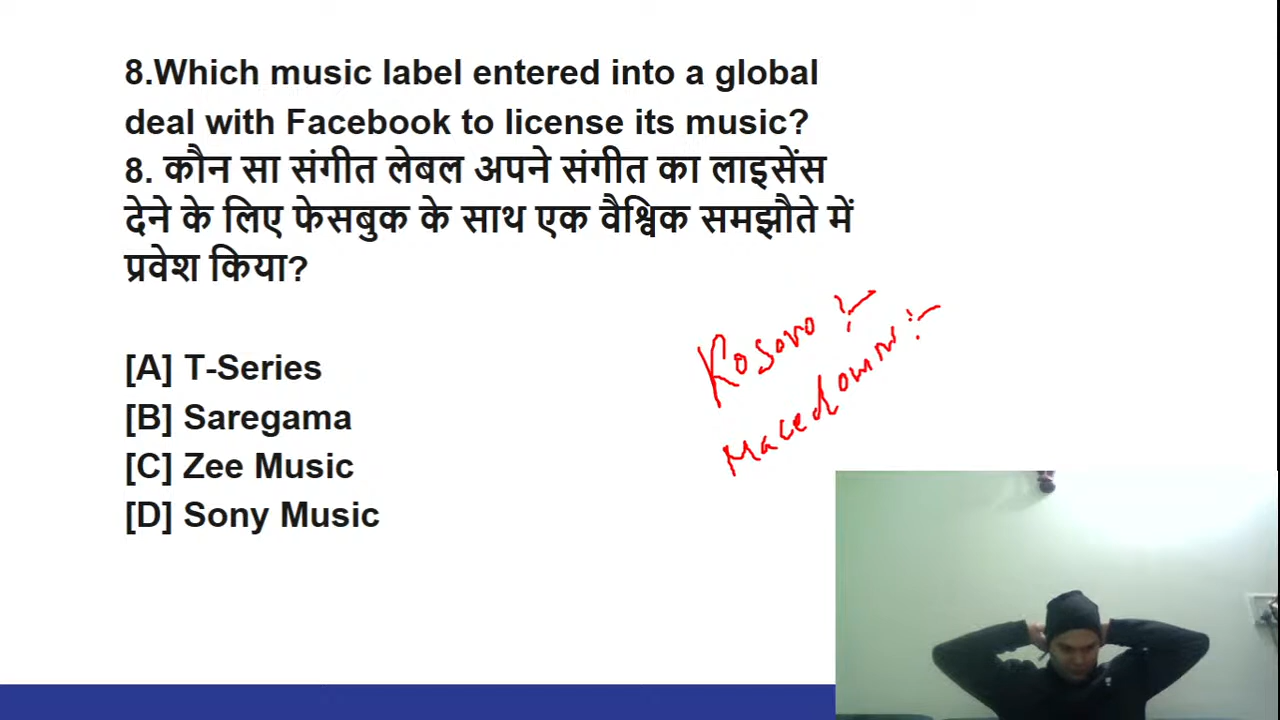 8.Which music label entered into a global
deal with Facebook to license its music?
8. कौन सा संगीत लेबल अपने संगीत का लाइसेंस
देने के लिए फेसबुक के साथ एक वैश्विक समझौते में
प्रवेश किया?
Kosovo :-
[A] T-Series
[B] Saregama
[C] Zee Music
[D] Sony Music